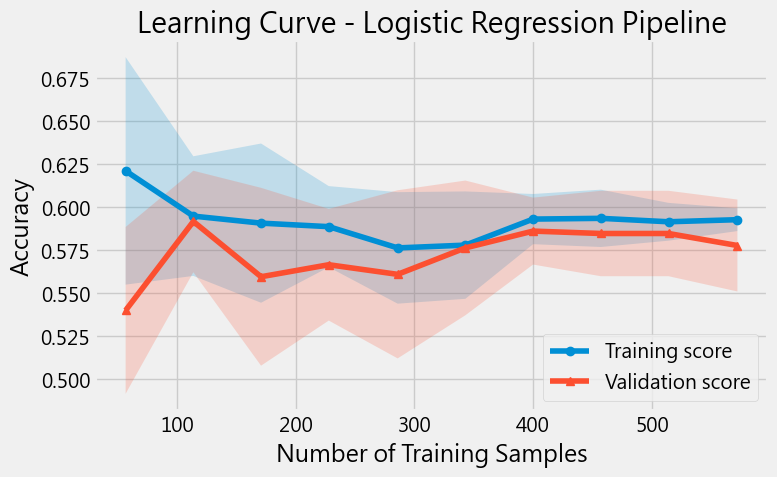 Learning Curve - Logistic Regression Pipeline
Accuracy
0.675
0.650
0.625
0.600
0.575
0.550
0.525
0.500
Training score
Validation score
100 200 300 400 500
Number of Training Samples